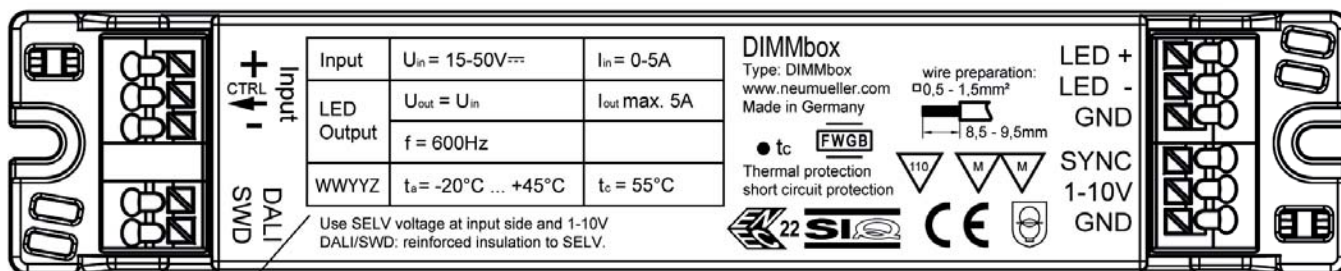 +
CTRL
-
Input
DALI
SWD
Input Uin = 15-50V⎓ Iin = 0-5A
LED Output Uout = Uin Iout max. 5A
f = 600Hz
WWYYZ ta = -20°C ... +45°C tc = 55°C
Use SELV voltage at input side and 1-10V
DALI/SWD: reinforced insulation to SELV.
DIMMbox
Type: DIMMbox
www.neumueller.com
Made in Germany
tc
FWGB
Thermal protection
short circuit protection
wire preparation:
0,5 - 1,5mm²
8,5 - 9,5mm
110
M
M
ENEC 22 SIQ CE
LED +
LED -
GND
SYNC
1-10V
GND